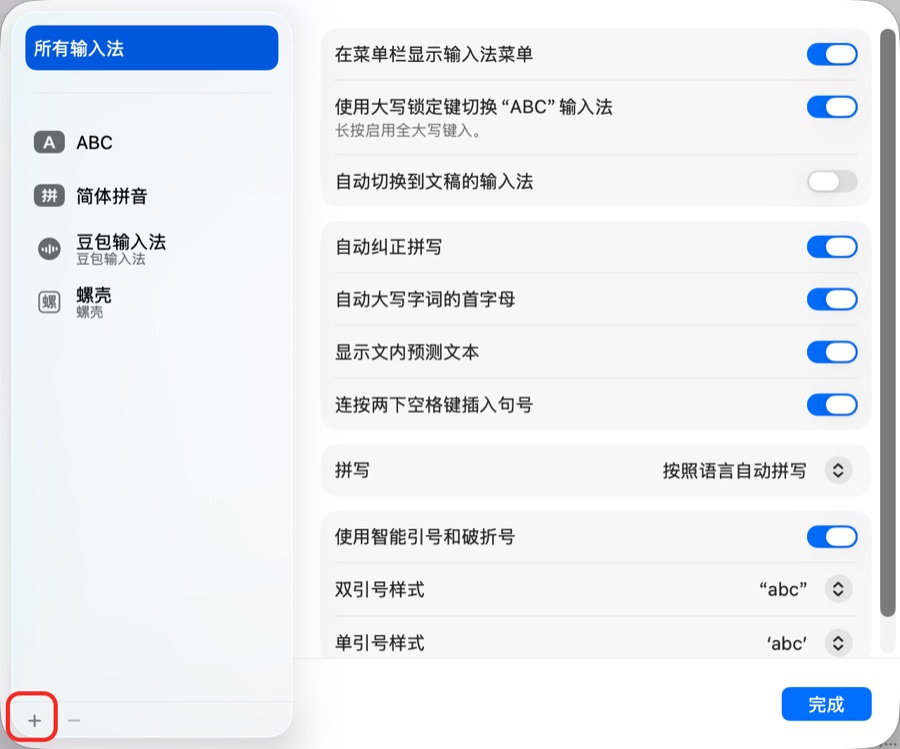 所有输入法
A ABC
拼 简体拼音
豆包输入法
豆包输入法
螺 螺壳
螺壳
+ −
在菜单栏显示输入法菜单
使用大写锁定键切换 “ABC” 输入法
长按启用全大写键入。
自动切换到文稿的输入法
自动纠正拼写
自动大写字词的首字母
显示文内预测文本
连按两下空格键插入句号
拼写 按照语言自动拼写
使用智能引号和破折号
双引号样式 “abc”
单引号样式 ‘abc’
完成